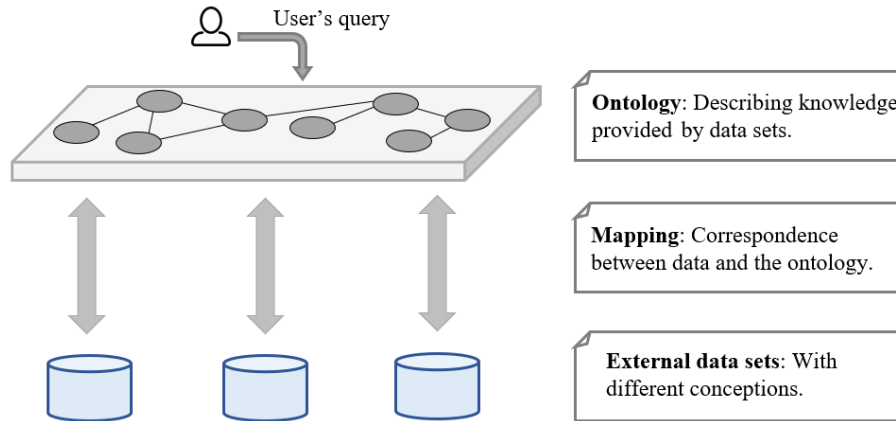 User’s query
Ontology: Describing knowledge
provided by data sets.
Mapping: Correspondence
between data and the ontology.
External data sets: With
different conceptions.